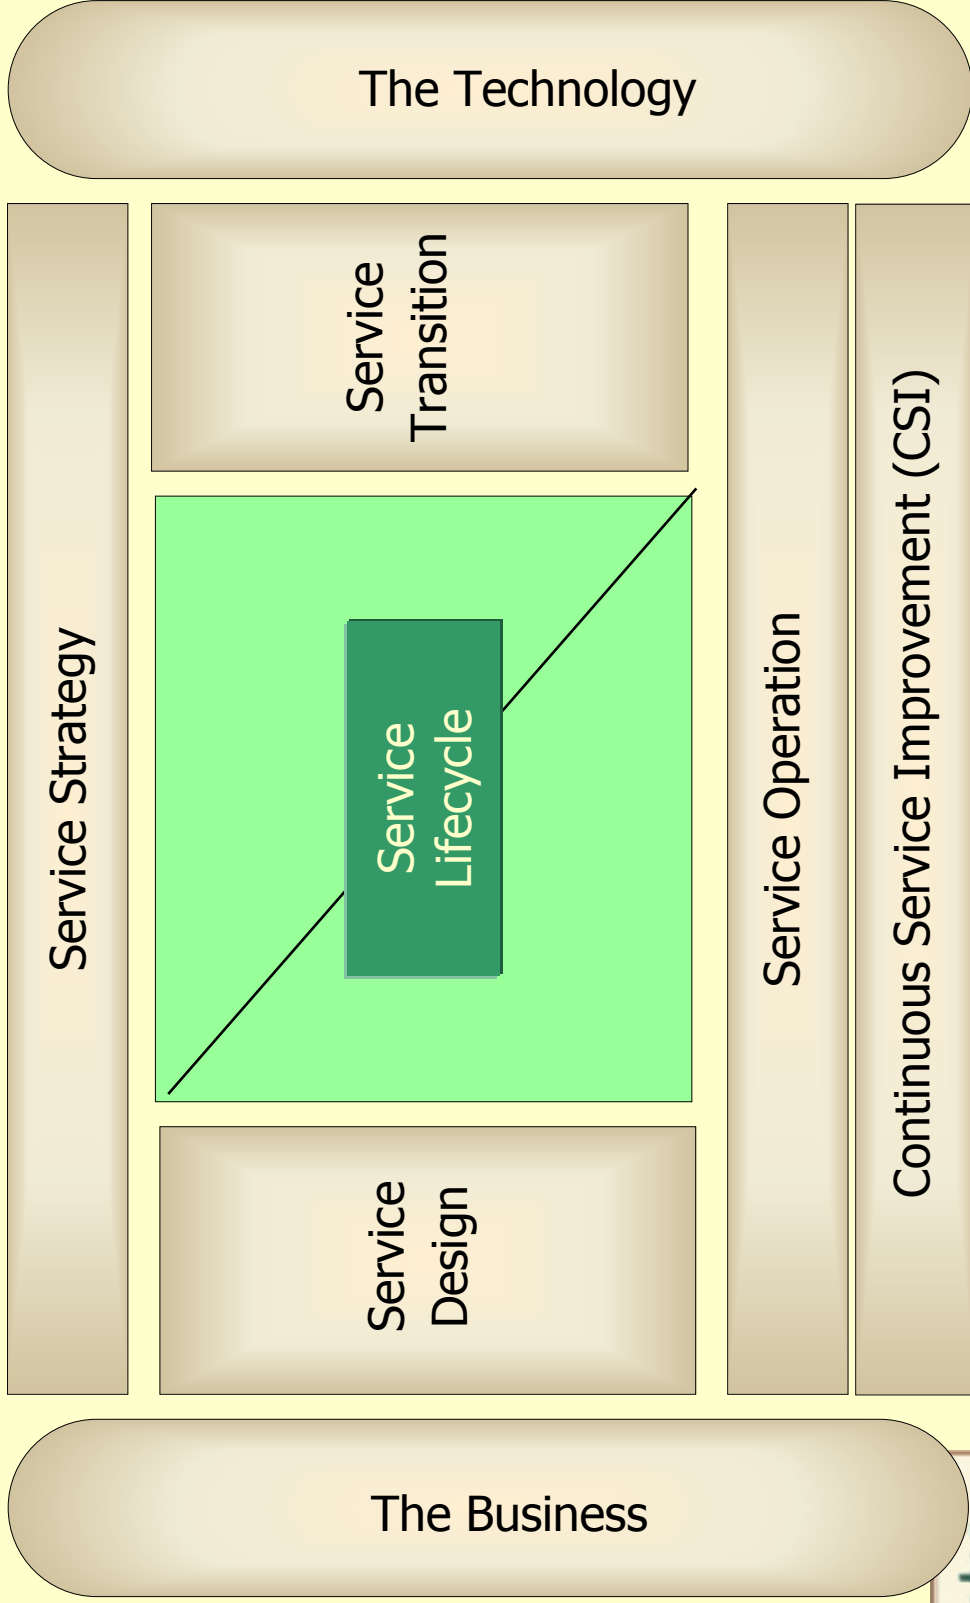 The Technology
Service Strategy
Service
Transition
Service
Lifecycle
Service
Design
Service Operation
Continuous Service Improvement (CSI)
The Business